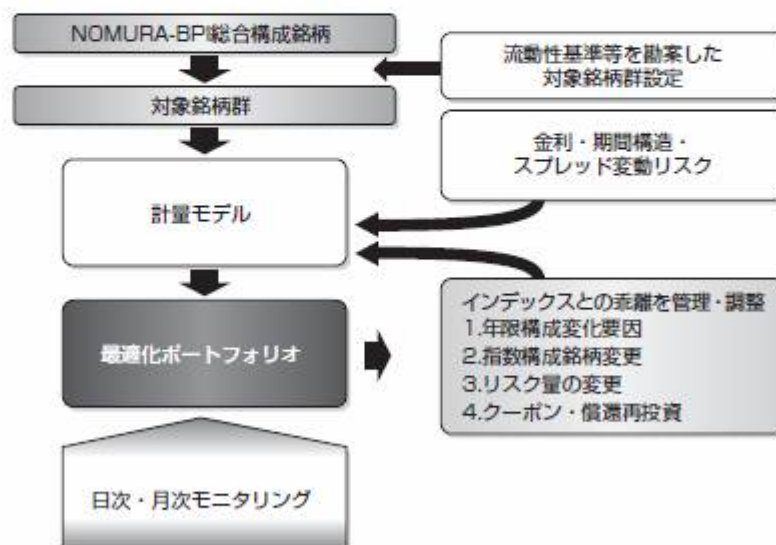 NOMURA-BPI総合構成銘柄
流動性基準等を勘案した
対象銘柄群設定
対象銘柄群
金利・期間構造・
スプレッド変動リスク
計量モデル
最適化ポートフォリオ
インデックスとの乖離を管理・調整
1.年限構成変化要因
2.指数構成銘柄変更
3.リスク量の変更
4.クーポン・償還再投資
日次・月次モニタリング